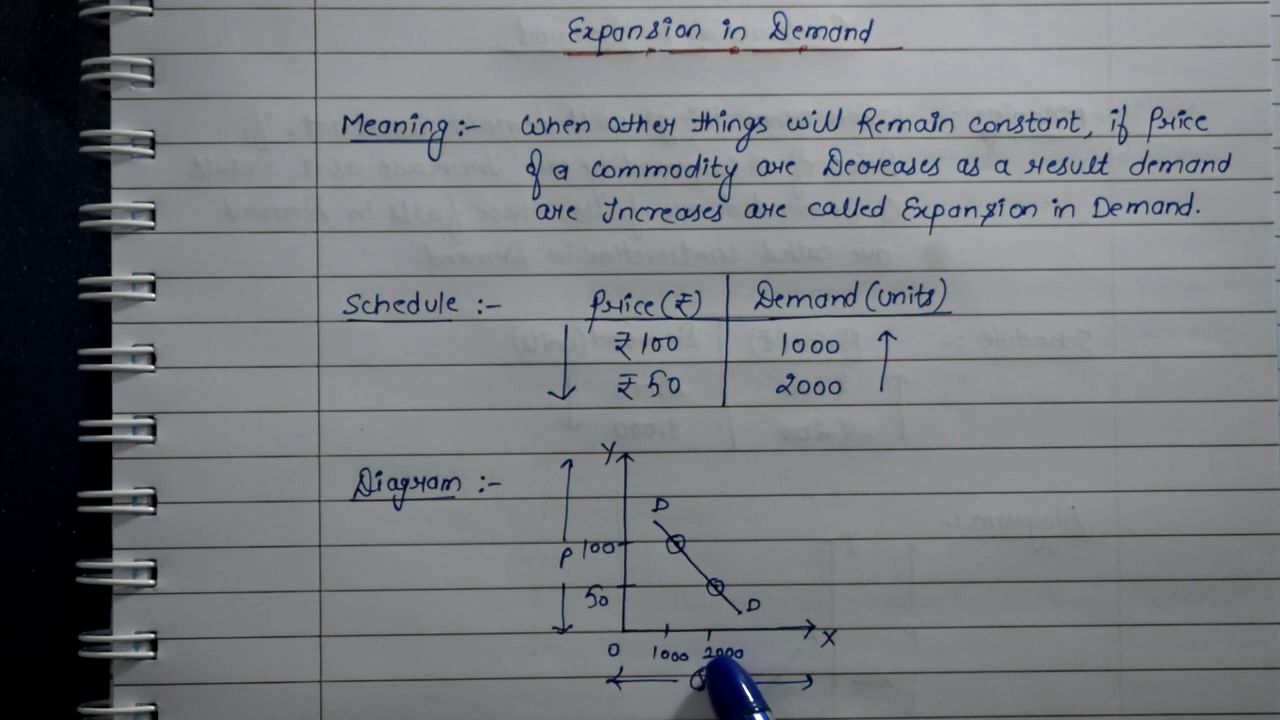 Expansion in Demand
Meaning :- When other things will Remain constant, if Price
of a commodity are Decreases as a result demand
are Increases are called Expansion in Demand.
Schedule :- Price (₹) Demand (units)
₹ 100 1000
₹ 50 2000
Diagram :- Y
D
P 100
50 D
O 1000 2000 X